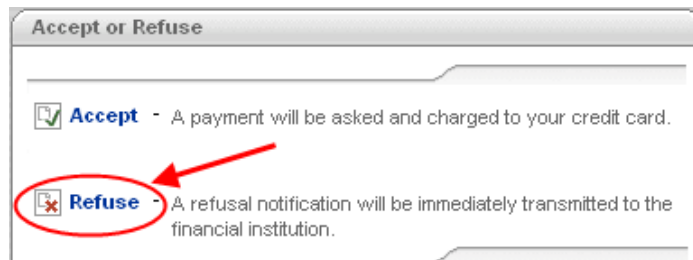 Accept or Refuse
Accept - A payment will be asked and charged to your credit card.
Refuse - A refusal notification will be immediately transmitted to the
financial institution.